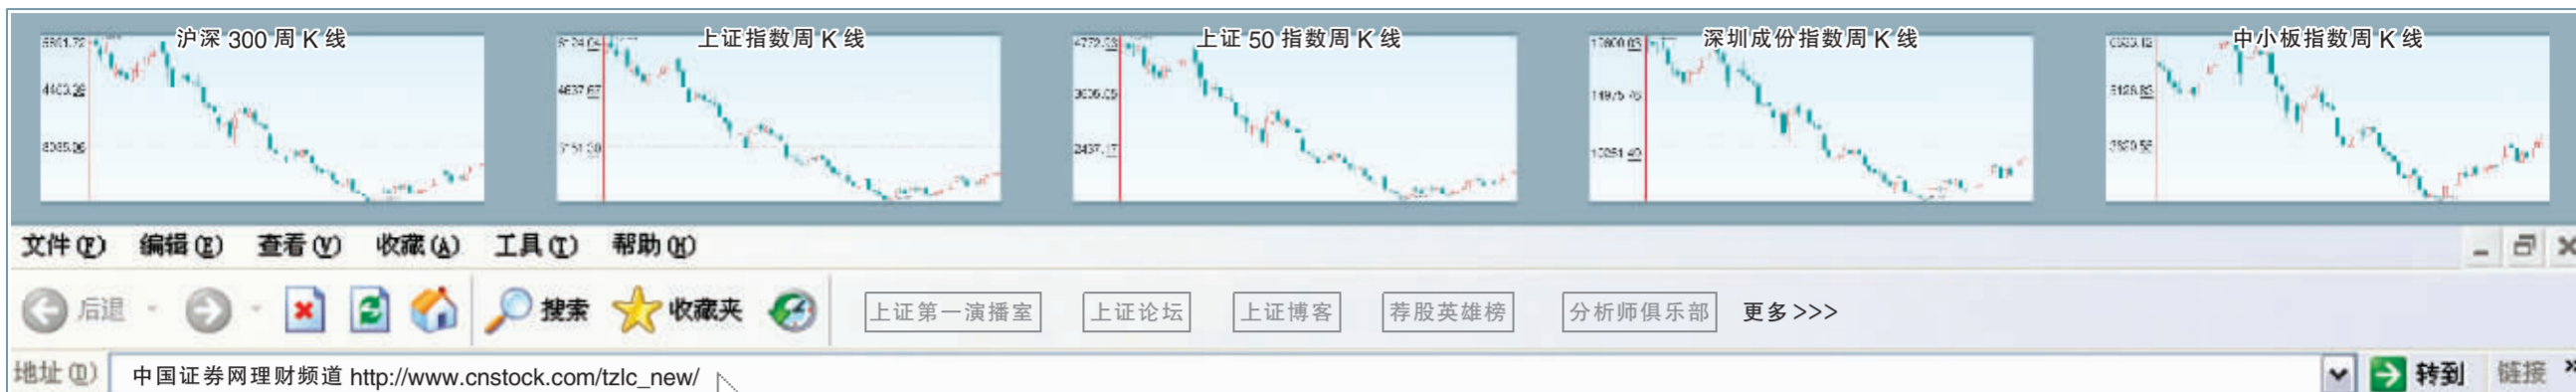 沪深 300 周 K 线
上证指数周 K 线
上证 50 指数周 K 线
深圳成份指数周 K 线
中小板指数周 K 线
4637.67
2437.17
文件(F) 编辑(E) 查看(V) 收藏(A) 工具(T) 帮助(H)
后退 搜索 收藏夹 上证第一演播室 上证论坛 上证博客 荐股英雄榜 分析师俱乐部 更多>>>
地址(D) 中国证券网理财频道 http://www.cnstock.com/tzlc_new/ 转到 链接 »